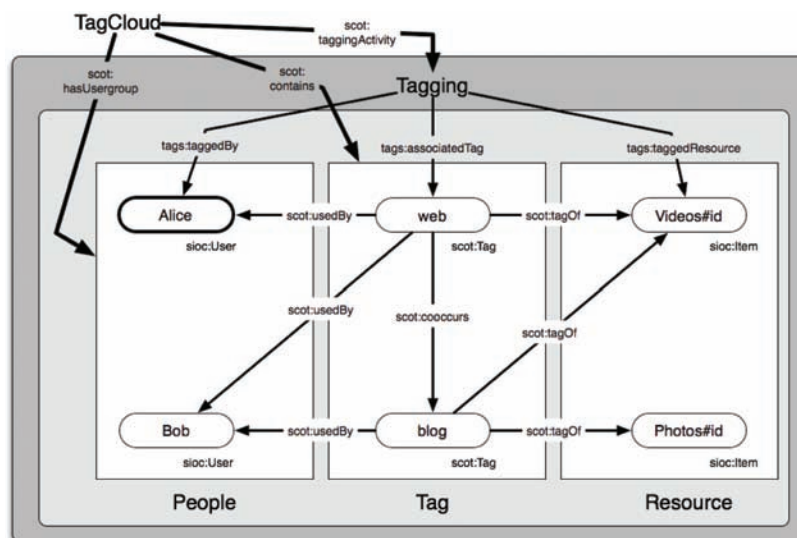 TagCloud
scot:
taggingActivity
scot:
hasUsergroup
scot:
contains
Tagging
tags:taggedBy
tags:associatedTag
tags:taggedResource
Alice
scot:usedBy
web
scot:tagOf
Videos#id
sioc:User
scot:Tag
sioc:Item
scot:usedBy
scot:cooccurs
scot:tagOf
Bob
scot:usedBy
blog
scot:tagOf
Photos#id
sioc:User
scot:Tag
sioc:Item
People
Tag
Resource